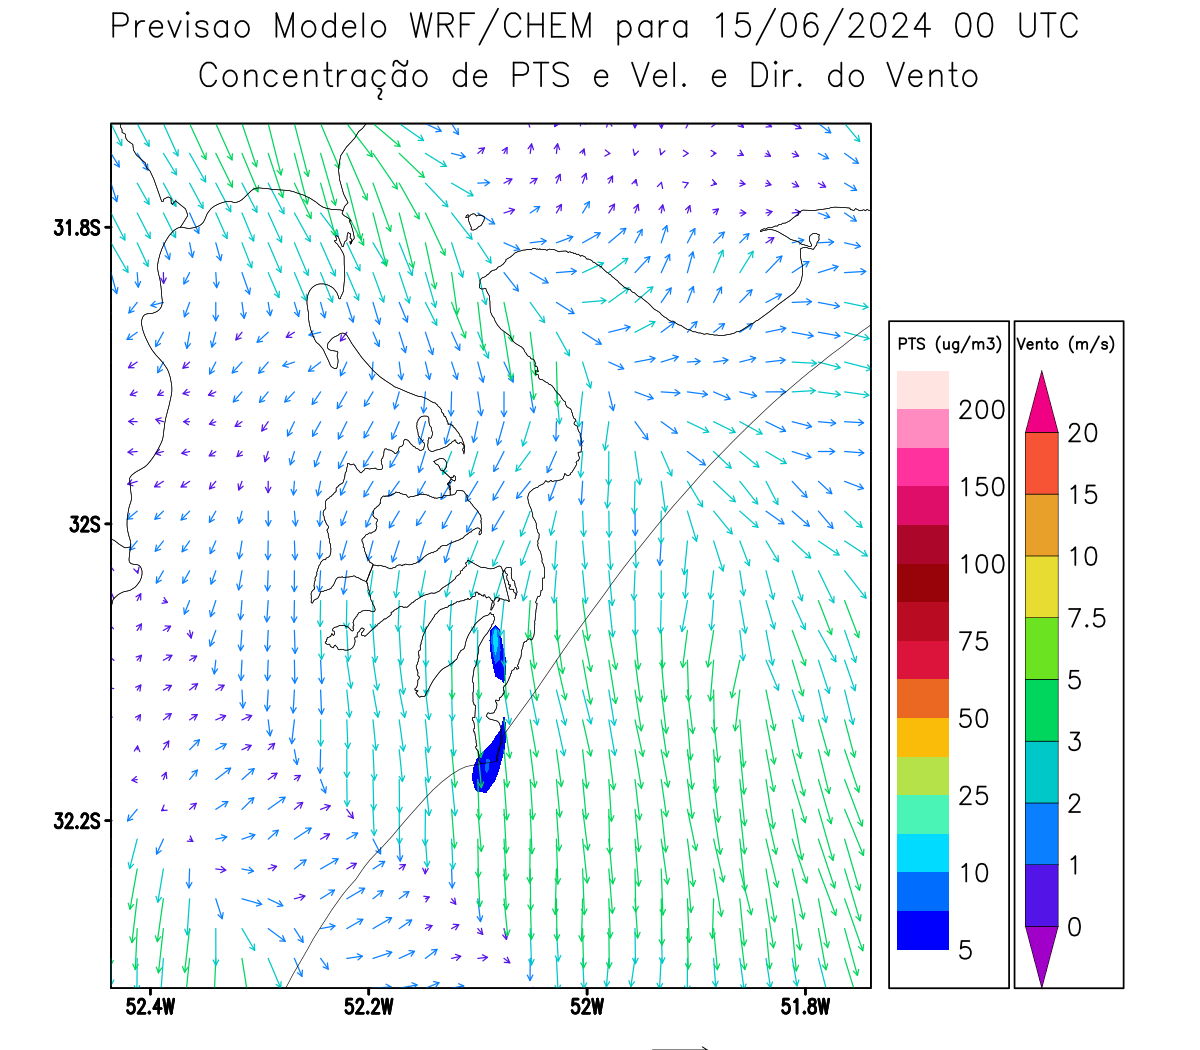 Previsao Modelo WRF/CHEM para 15/06/2024 00 UTC
Concentração de PTS e Vel. e Dir. do Vento
31.8S
32S
32.2S
52.4W 52.2W 52W 51.8W
PTS (ug/m3)
200
150
100
75
50
25
10
5
Vento (m/s)
20
15
10
7.5
5
3
2
1
0